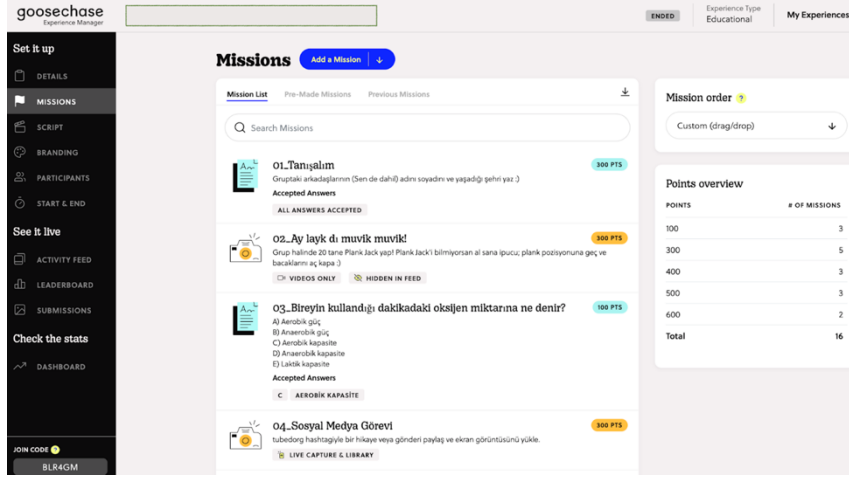 goosechase
Experience Manager
ENDED
Experience Type
Educational
My Experiences
Set it up
DETAILS
MISSIONS
SCRIPT
BRANDING
PARTICIPANTS
START & END
See it live
ACTIVITY FEED
LEADERBOARD
SUBMISSIONS
Check the stats
DASHBOARD
JOIN CODE ?
BLR4GM
Missions
Add a Mission
Mission List
Pre-Made Missions
Previous Missions
Search Missions
01_Tanışalım
300 PTS
Gruptaki arkadaşlarının (Sen de dahil) adını soyadını ve yaşadığı şehri yaz :)
Accepted Answers
ALL ANSWERS ACCEPTED
02_Ay layk dı muvik muvik!
300 PTS
Grup halinde 20 tane Plank Jack yap! Plank Jack'i bilmiyorsan al sana ipucu; plank pozisyonuna geç ve
bacaklarını aç kapa :)
VIDEOS ONLY
HIDDEN IN FEED
03_Bireyin kullandığı dakikadaki oksijen miktarına ne denir?
100 PTS
A) Aerobik güç
B) Anaerobik güç
C) Aerobik kapasite
D) Anaerobik kapasite
E) Laktik kapasite
Accepted Answers
C
AEROBİK KAPASİTE
04_Sosyal Medya Görevi
300 PTS
tubedorg hashtagiyle bir hikaye veya gönderi paylaş ve ekran görüntüsünü yükle.
LIVE CAPTURE & LIBRARY
Mission order ?
Custom (drag/drop)
Points overview
POINTS
# OF MISSIONS
100 3
300 5
400 3
500 3
600 2
Total 16